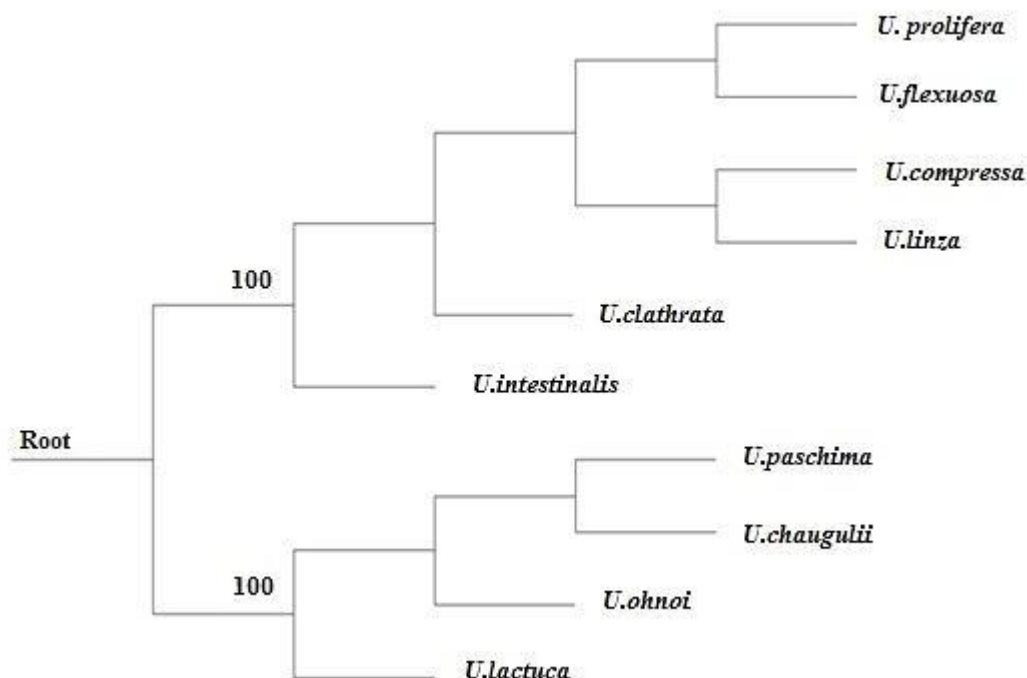 U. prolifera
U.flexuosa
U.compressa
U.linza
100
U.clathrata
U.intestinalis
Root
U.paschima
U.chaugulii
100
U.ohnoi
U.lactuca